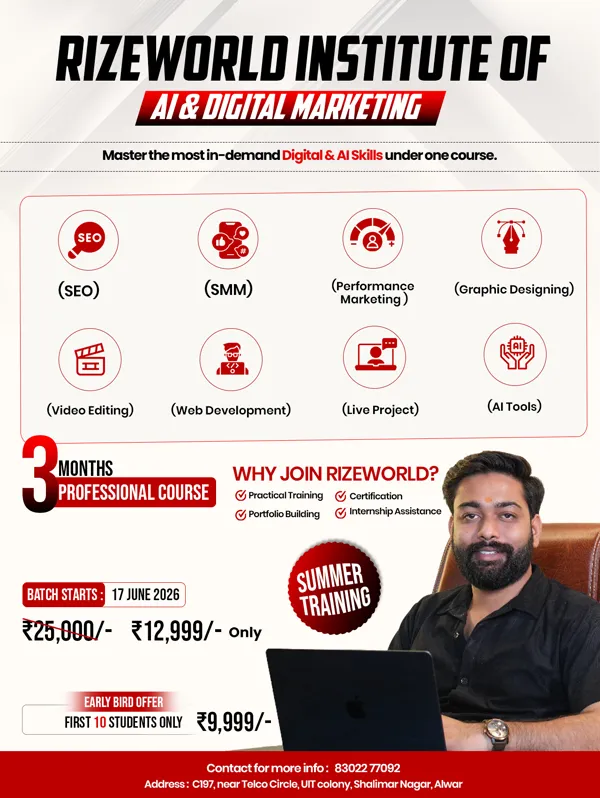 RIZEWORLD INSTITUTE OF
AI & DIGITAL MARKETING
Master the most in-demand Digital & AI Skills under one course.
SEO
(SEO)
(SMM)
(Performance
Marketing)
(Graphic Designing)
(Video Editing)
(Web Development)
(Live Project)
AI
(AI Tools)
3 MONTHS
PROFESSIONAL COURSE
WHY JOIN RIZEWORLD?
Practical Training
Certification
Portfolio Building
Internship Assistance
SUMMER
TRAINING
BATCH STARTS : 17 JUNE 2026
₹25,000/- ₹12,999/- Only
EARLY BIRD OFFER
FIRST 10 STUDENTS ONLY ₹9,999/-
Contact for more info : 83022 77092
Address : C197, near Telco Circle, UIT colony, Shalimar Nagar, Alwar